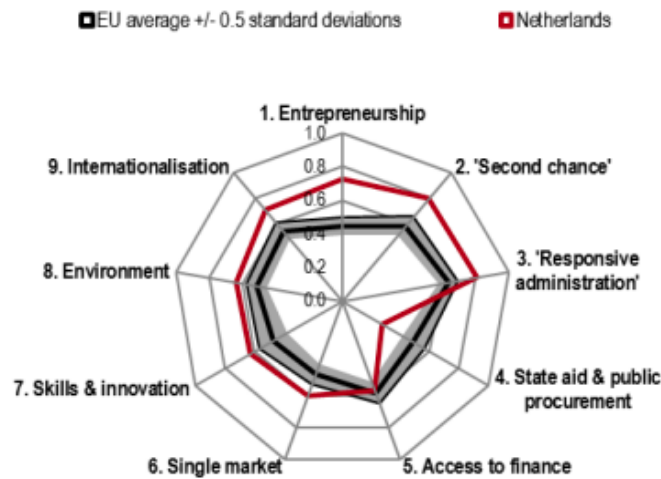 EU average +/- 0.5 standard deviations
Netherlands
1. Entrepreneurship
1.0
9. Internationalisation
0.8
2. 'Second chance'
0.6
0.4
8. Environment
0.2
3. 'Responsive
administration'
0.0
7. Skills & innovation
4. State aid & public
procurement
6. Single market
5. Access to finance